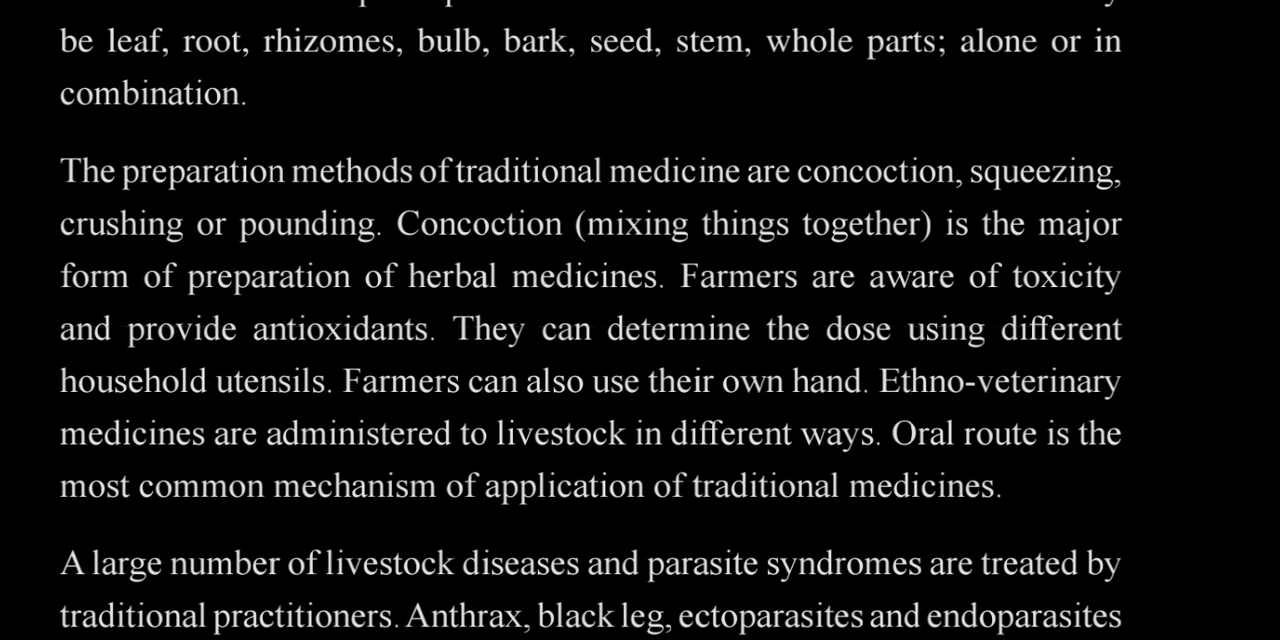 be leaf, root, rhizomes, bulb, bark, seed, stem, whole parts; alone or in
combination.
The preparation methods of traditional medicine are concoction, squeezing,
crushing or pounding. Concoction (mixing things together) is the major
form of preparation of herbal medicines. Farmers are aware of toxicity
and provide antioxidants. They can determine the dose using different
household utensils. Farmers can also use their own hand. Ethno-veterinary
medicines are administered to livestock in different ways. Oral route is the
most common mechanism of application of traditional medicines.
A large number of livestock diseases and parasite syndromes are treated by
traditional practitioners. Anthrax, black leg, ectoparasites and endoparasites